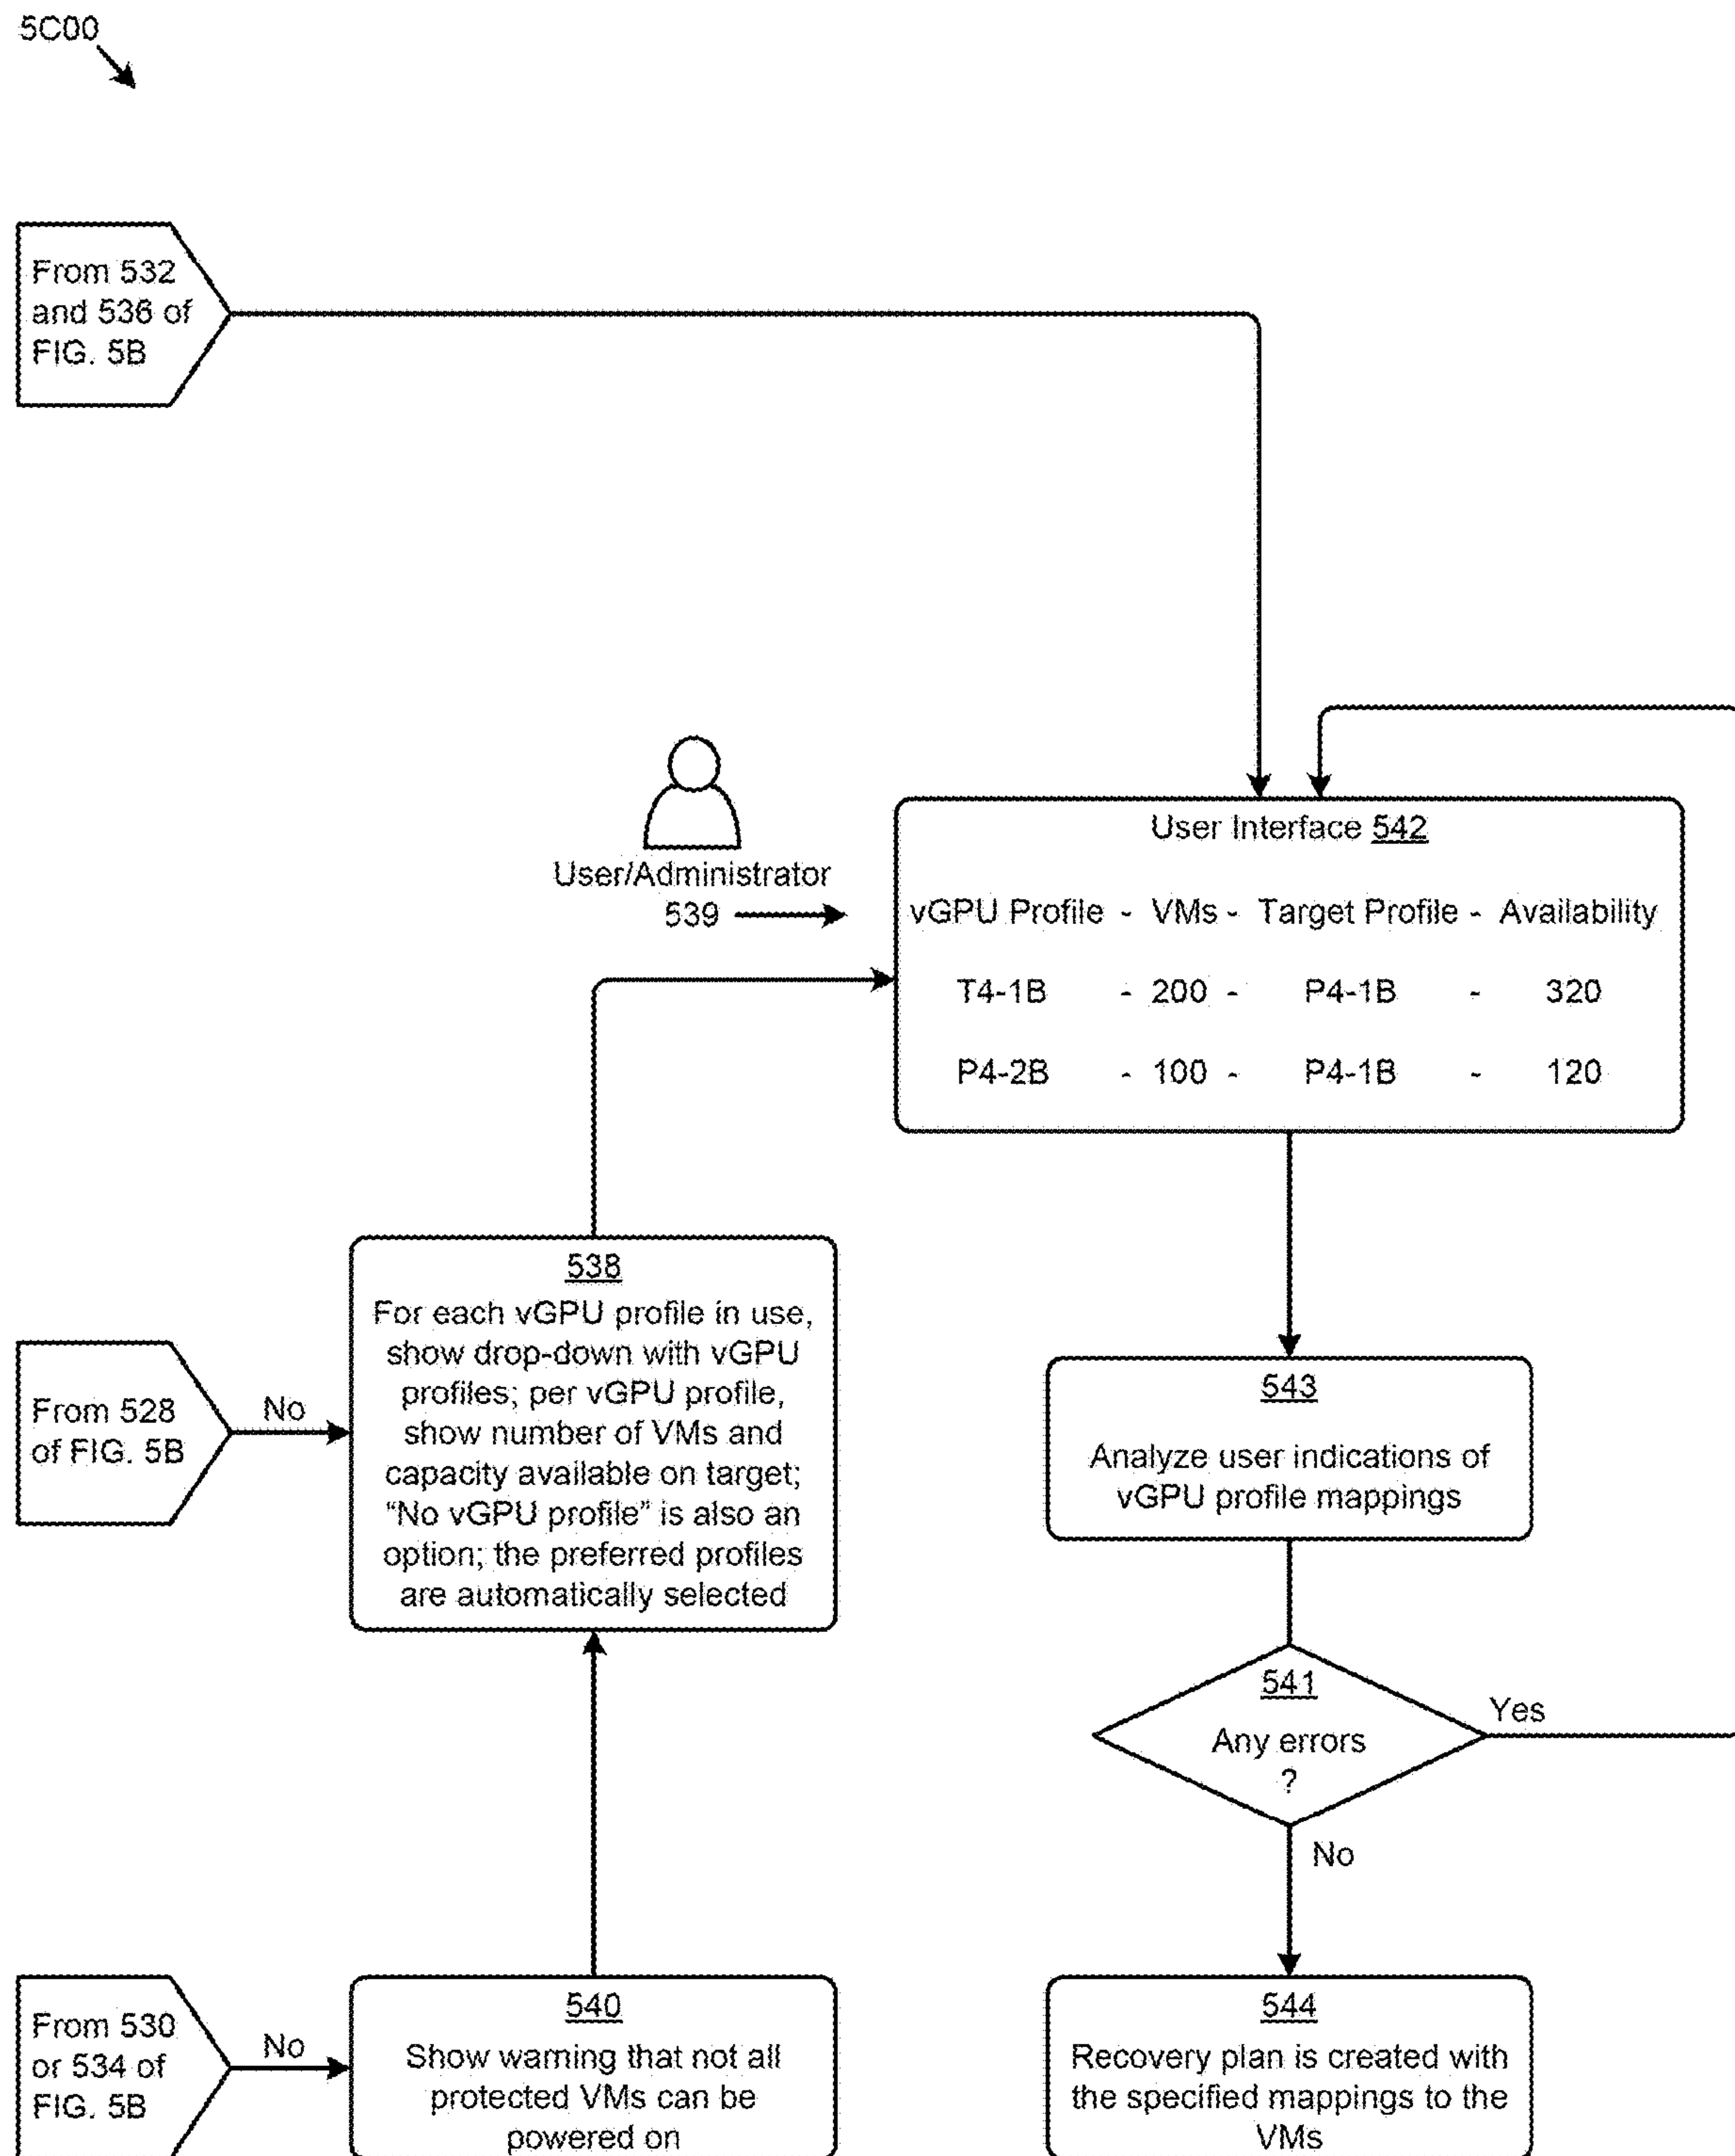 5C00
From 532
and 536 of
FIG. 5B
User/Administrator
539
User Interface 542
vGPU Profile - VMs - Target Profile - Availability
T4-1B - 200 - P4-1B - 320
P4-2B - 100 - P4-1B - 120
538
For each vGPU profile in use,
show drop-down with vGPU
profiles; per vGPU profile,
show number of VMs and
capacity available on target;
“No vGPU profile” is also an
option; the preferred profiles
are automatically selected
From 528
of FIG. 5B
No
543
Analyze user indications of
vGPU profile mappings
541
Any errors
?
Yes
No
From 530
or 534 of
FIG. 5B
No
540
Show warning that not all
protected VMs can be
powered on
544
Recovery plan is created with
the specified mappings to the
VMs